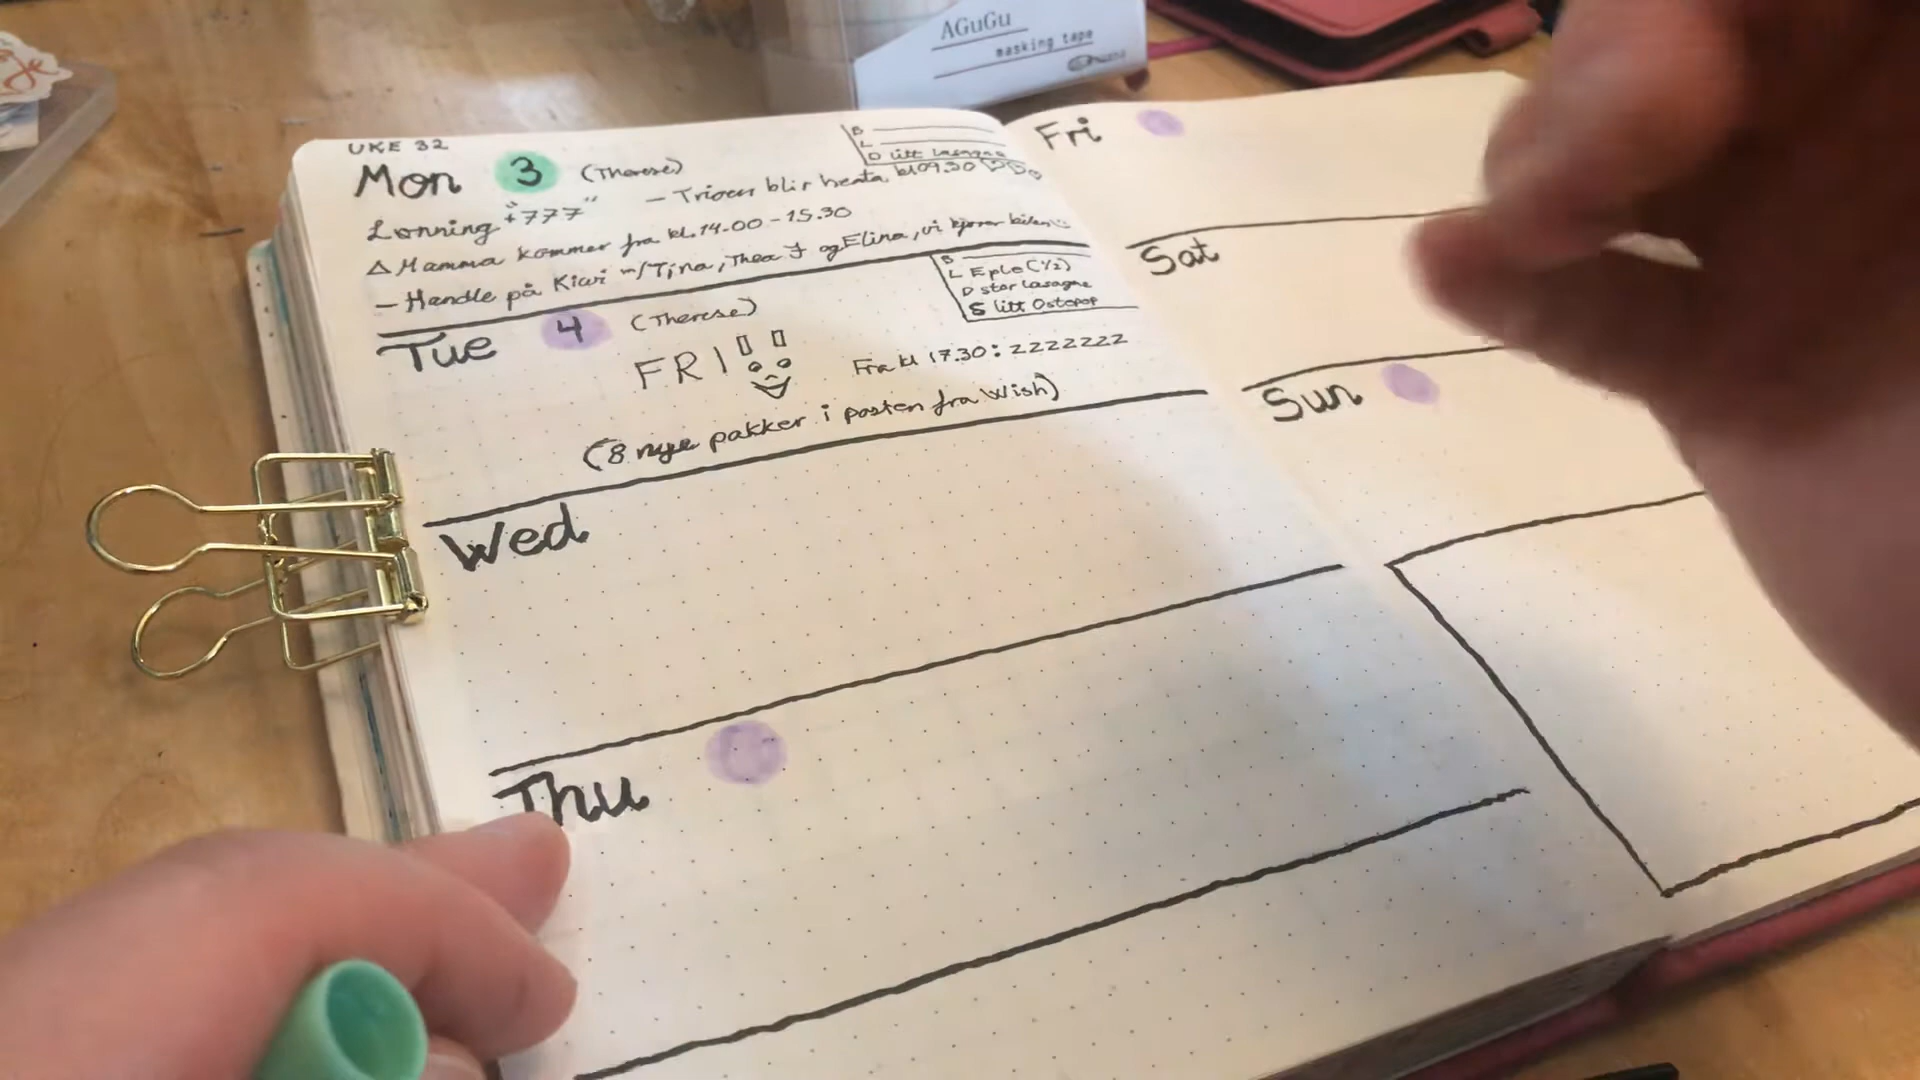 AGuGu
masking tape
UKE 32
Mon 3 (Therese)
B
L
D litt lasagne
Lønning "+777" - Trioen blir henta kl 09.30
△ Mamma kommer fra kl. 14.00 - 15.30
- Handle på Kiwi m/Tina, Thea J og Elina, vi kjører bilen
Tue 4 (Therese)
B
L Eple (1/2)
D stor lasagne
S litt Ostepop
FRI!!
Fra kl 17.30: zzzzzzz
(8 nye pakker i posten fra Wish)
Wed
Thu
Fri
Sat
Sun